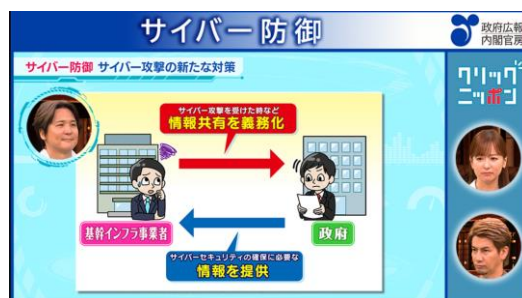 サイバー防御
政府広報
内閣官房
サイバー防御 サイバー攻撃の新たな対策
クリック
ニッポン
サイバー攻撃を受けた時など
情報共有を義務化
基幹インフラ事業者
政府
サイバーセキュリティの確保に必要な
情報を提供